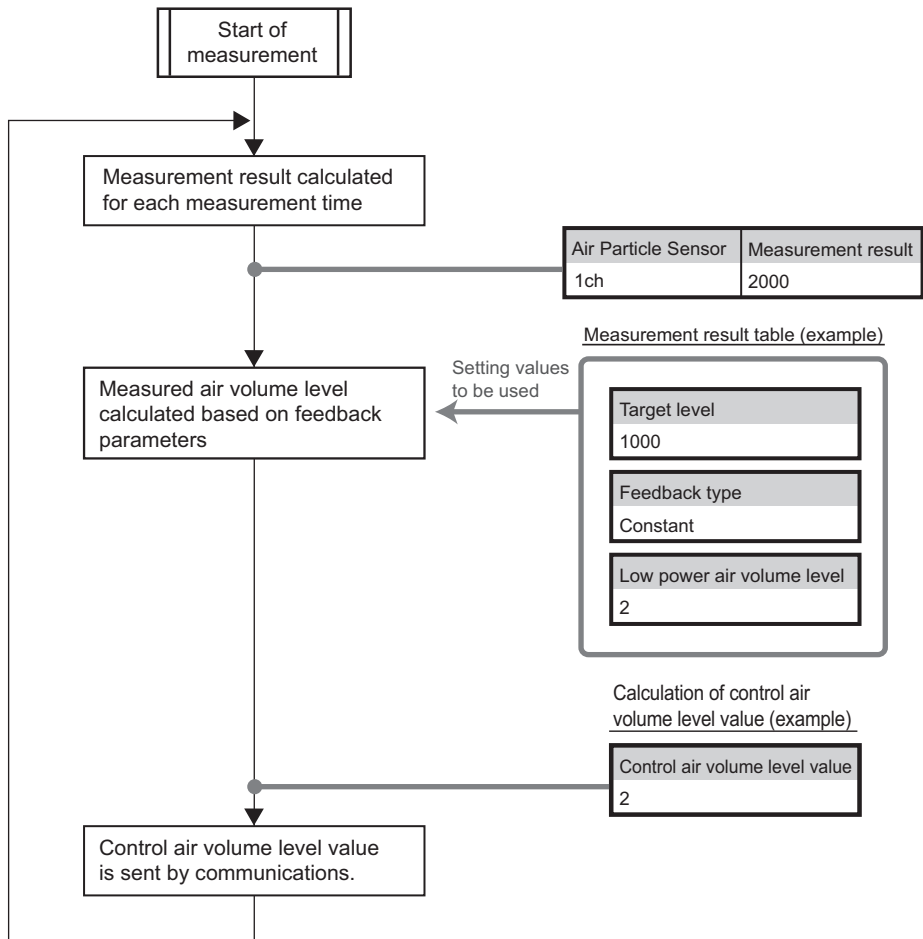 Start of
measurement
Measurement result calculated
for each measurement time
Air Particle Sensor
Measurement result
1ch
2000
Measurement result table (example)
Setting values
to be used
Measured air volume level
calculated based on feedback
parameters
Target level
1000
Feedback type
Constant
Low power air volume level
2
Calculation of control air
volume level value (example)
Control air volume level value
2
Control air volume level value
is sent by communications.